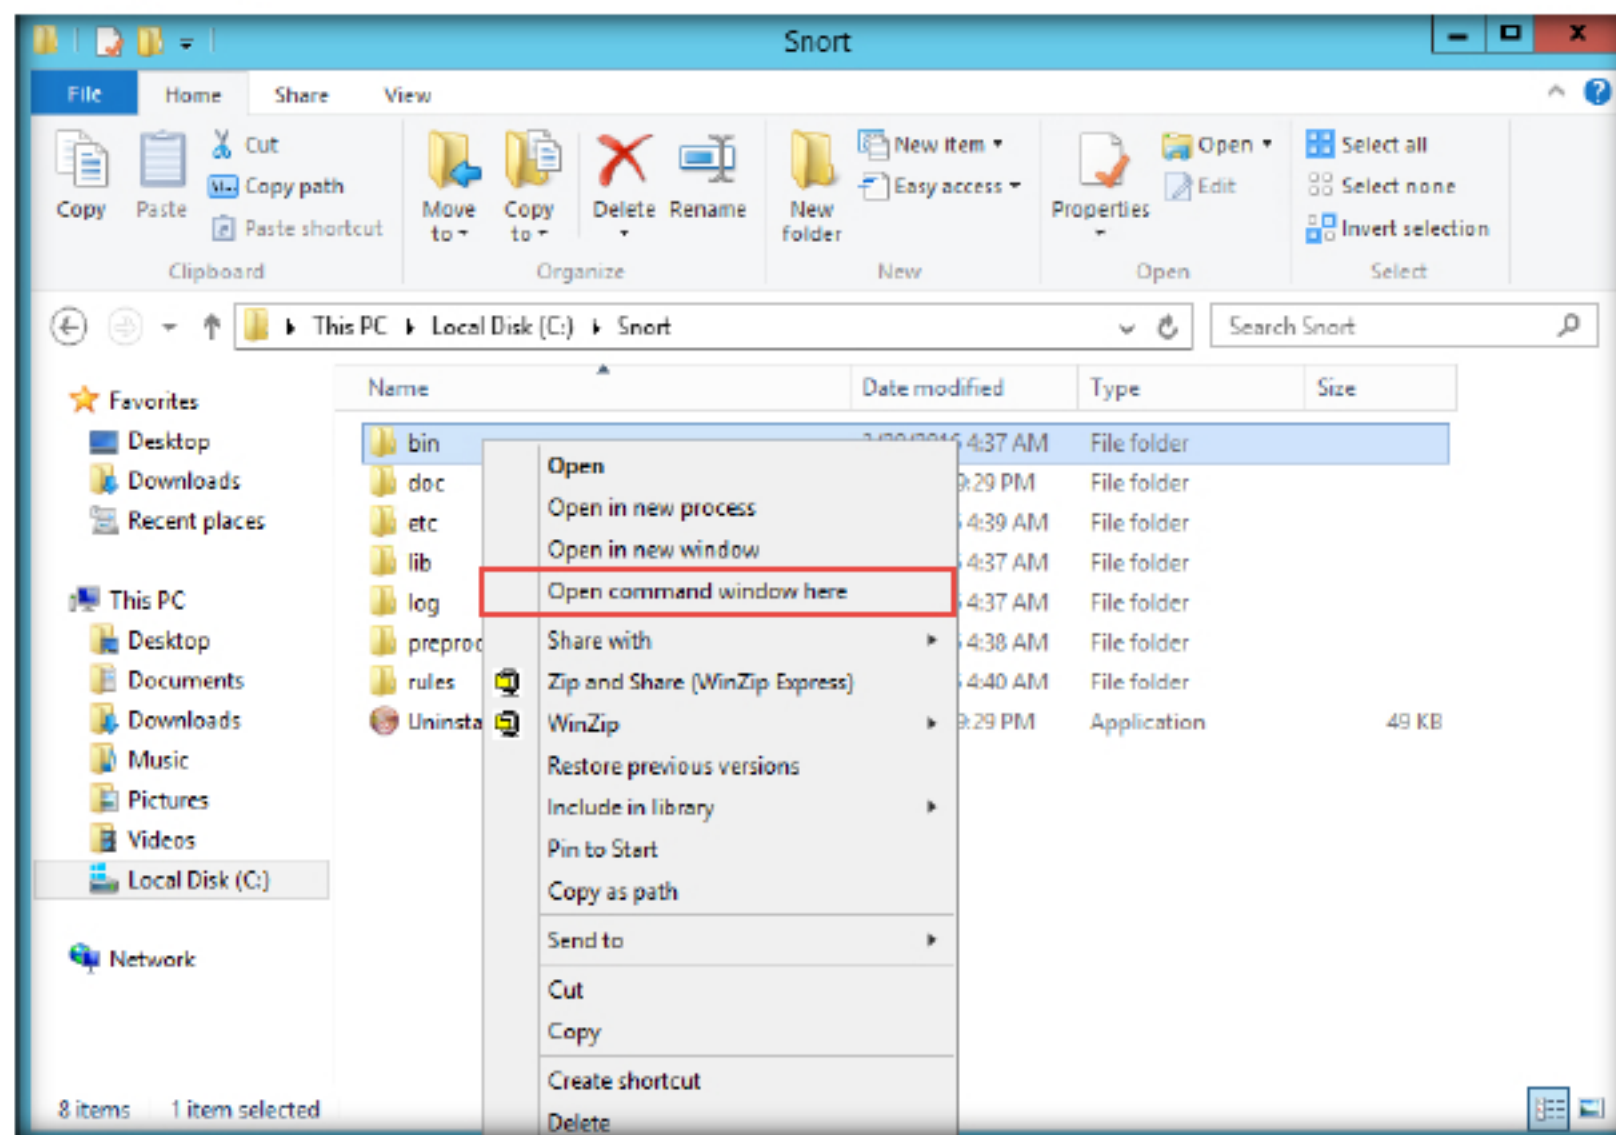 Snort
File Home Share View
Copy
Paste
Cut
Copy path
Paste shortcut
Clipboard
Move to
Copy to
Delete
Rename
Organize
New folder
New item
Easy access
New
Properties
Open
Edit
Open
Select all
Select none
Invert selection
Select
This PC Local Disk (C:) Snort
Search Snort
Favorites
Desktop
Downloads
Recent places
This PC
Desktop
Documents
Downloads
Music
Pictures
Videos
Local Disk (C:)
Network
Name Date modified Type Size
bin 4:37 AM File folder
doc 9:29 PM File folder
etc 4:39 AM File folder
lib 4:37 AM File folder
log 4:37 AM File folder
preproc 4:38 AM File folder
rules 4:40 AM File folder
Uninsta 9:29 PM Application 49 KB
Open
Open in new process
Open in new window
Open command window here
Share with
Zip and Share (WinZip Express)
WinZip
Restore previous versions
Include in library
Pin to Start
Copy as path
Send to
Cut
Copy
Create shortcut
Delete
8 items 1 item selected